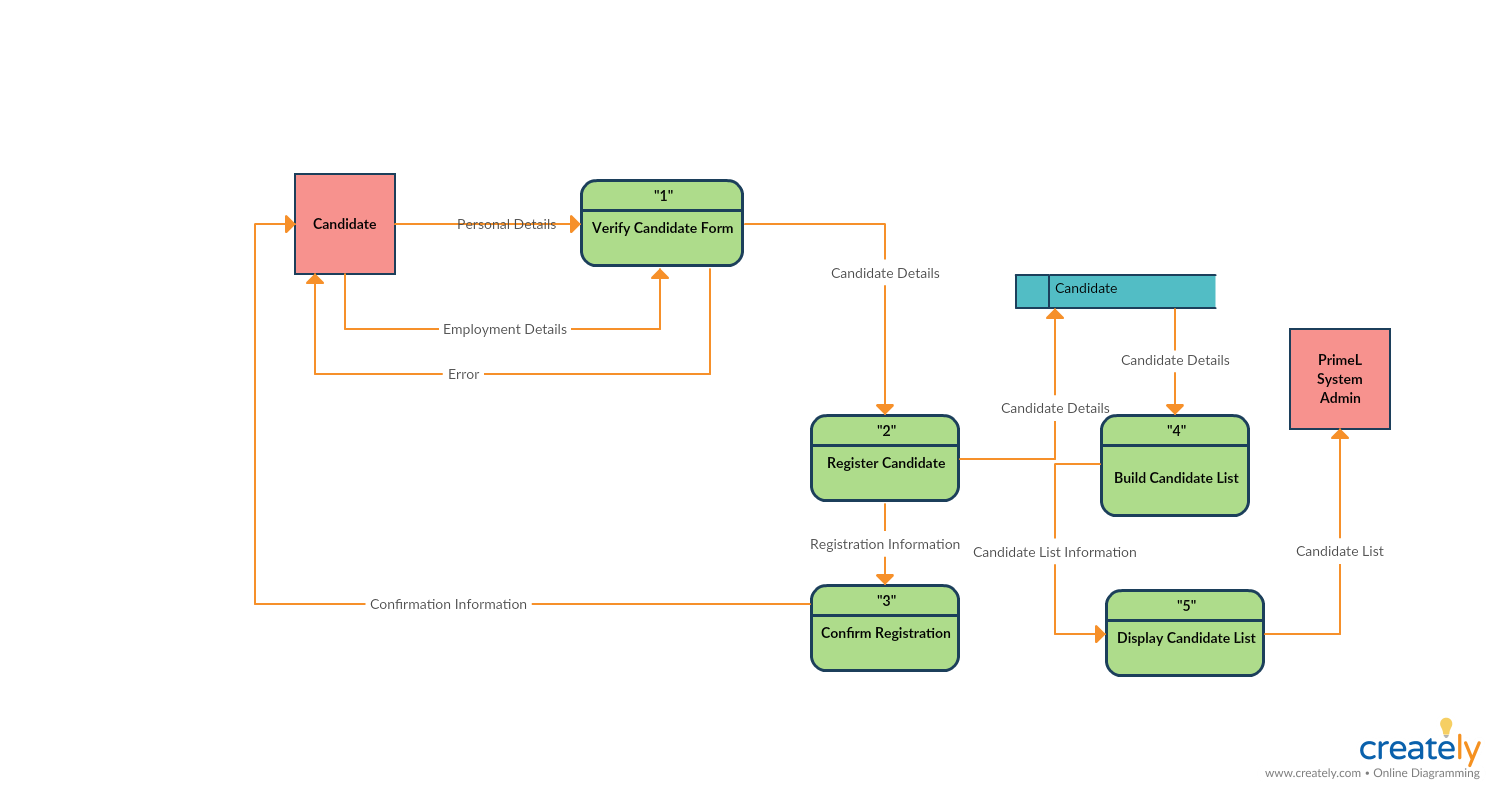 "1"
Candidate
Personal Details
Verify Candidate Form
Candidate Details
Candidate
Employment Details
Candidate Details
PrimeL
System
Admin
Error
Candidate Details
"2"
"4"
Register Candidate
Build Candidate List
Registration Information
Candidate List Information
Candidate List
Confirmation Information
"3"
"5"
Confirm Registration
Display Candidate List
creately
www.creately.com • Online Diagramming